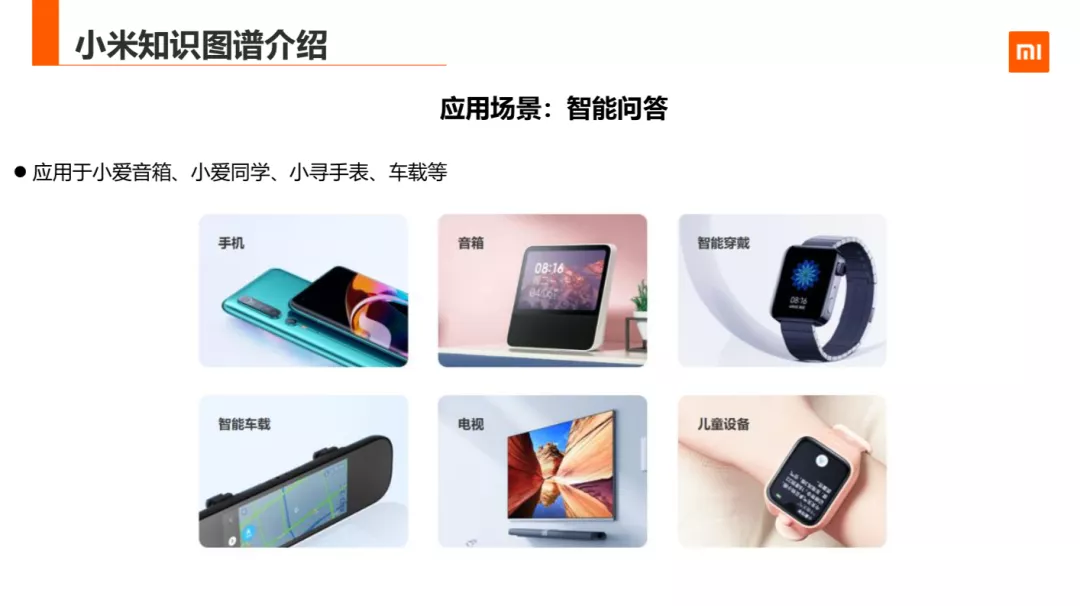 小米知识图谱介绍
MI
应用场景：智能问答
● 应用于小爱音箱、小爱同学、小寻手表、车载等
手机
音箱
智能穿戴
08:16
08:16
智能车载
电视
儿童设备